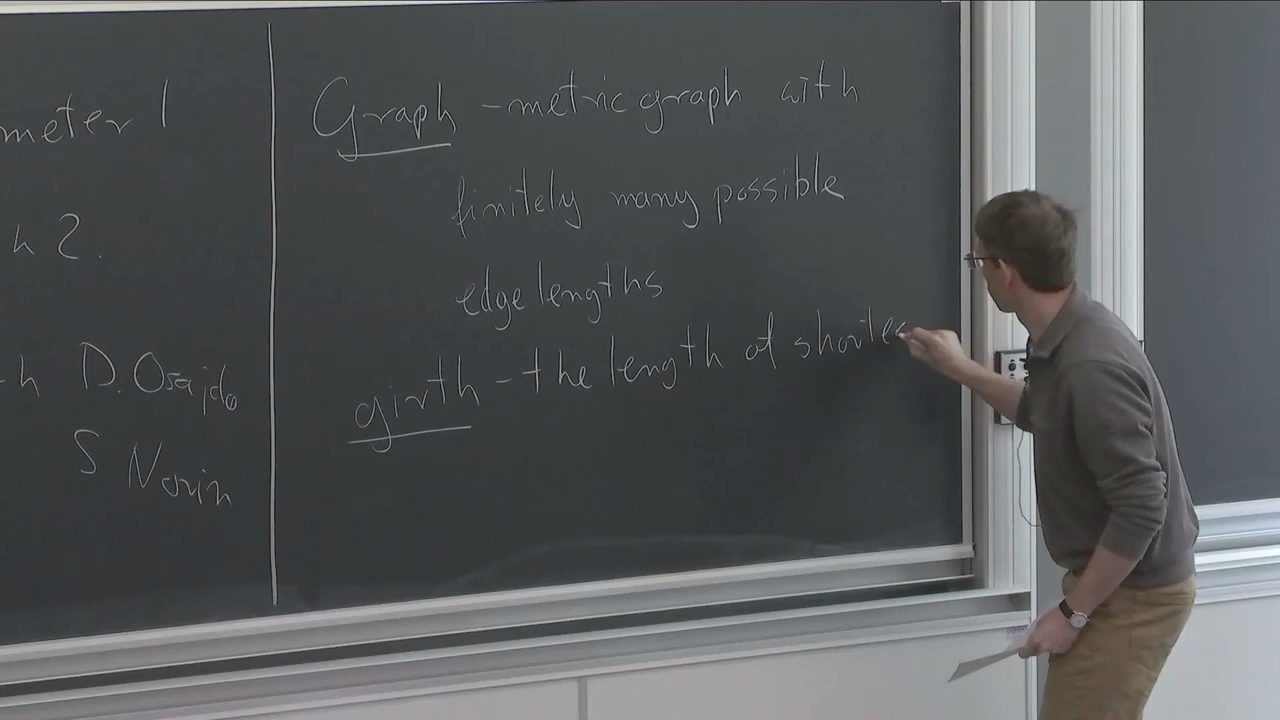 meter 1
h 2.
h D. Osajda
S Norin
Graph - metric graph with
finitely many possible
edge lengths
girth - the length of shortes